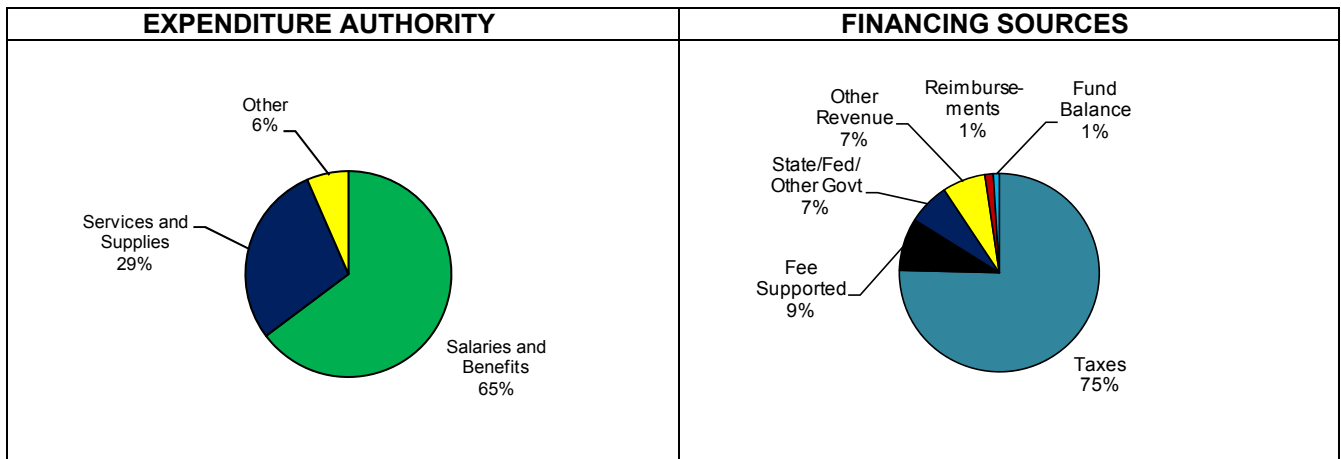 EXPENDITURE AUTHORITY
Other
6%
Services and
Supplies
29%
Salaries and
Benefits
65%
FINANCING SOURCES
Reimburse-
ments
1%
Fund
Balance
1%
Other
Revenue
7%
State/Fed/
Other Govt
7%
Fee
Supported
9%
Taxes
75%